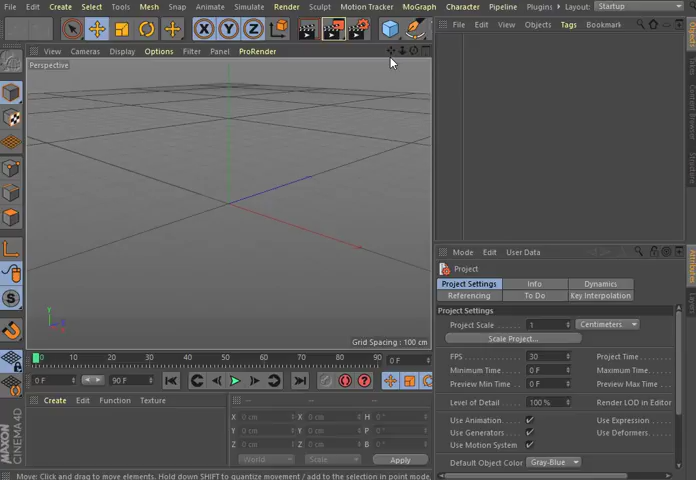 Create Select Tools Mesh Snap Animate Simulate Render Sculpt Motion Tracker MoGraph Character Pipeline Plugins Layout: Startup
X Y Z
File Edit View Objects Tags Bookmark
View Cameras Display Options Filter Panel ProRender
Perspective
Y
Grid Spacing : 100 cm
0 10 20 30 40 50 60 70 80 90 0 F
0 F 90 F
Create Edit Function Texture
-- --
X 0 cm 0 cm H 0 °
Y 0 cm 0 cm P 0 °
Z 0 cm 0 cm B 0 °
World Scale Apply
MAXON
CINEMA 4D
Move: Click and drag to move elements. Hold down SHIFT to quantize movement / add to the selection in point mode,
Mode Edit User Data
Project
Project Settings Info Dynamics
Referencing To Do Key Interpolation
Project Settings
Project Scale 1 Centimeters
Scale Project...
FPS 30 Project Time
Minimum Time 0 F Maximum Time
Preview Min Time 0 F Preview Max Time
Level of Detail 100 % Render LOD in Editor
Use Animation Use Expression
Use Generators Use Deformers
Use Motion System
Default Object Color Gray-Blue
Objects
Content Browser
Structure
Attributes
Layers